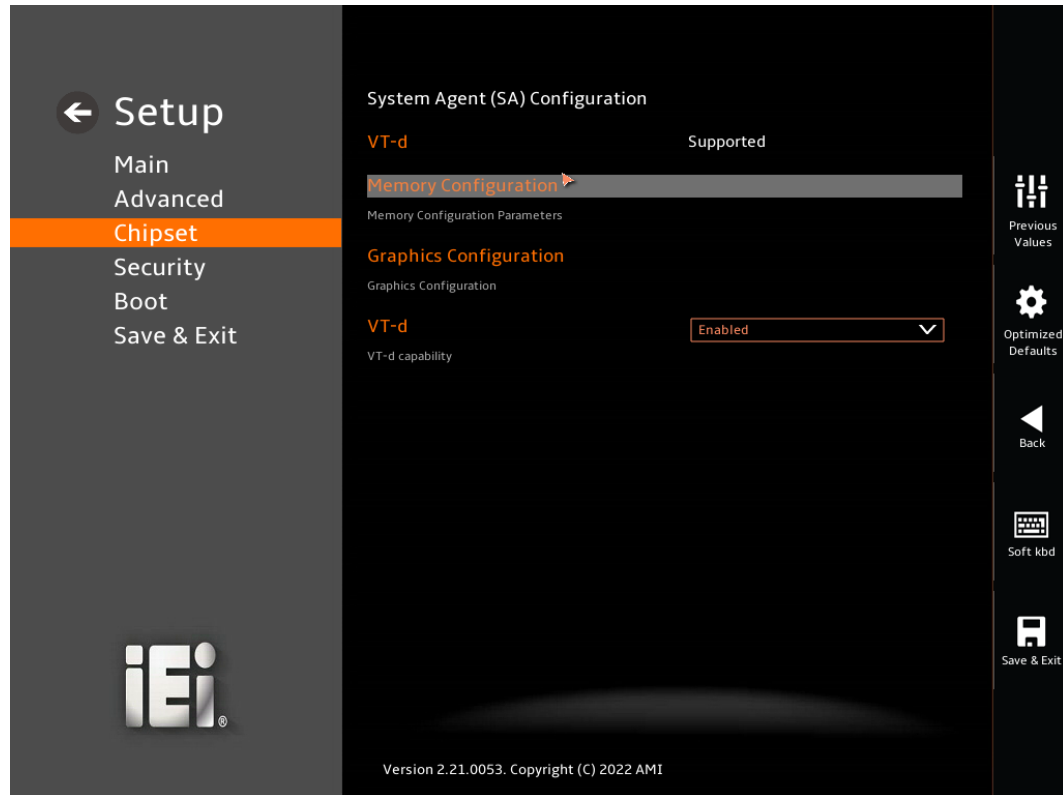 Setup
Main
Advanced
Chipset
Security
Boot
Save & Exit
iEi®
System Agent (SA) Configuration
VT-d Supported
Memory Configuration
Memory Configuration Parameters
Graphics Configuration
Graphics Configuration
VT-d Enabled
VT-d capability
Version 2.21.0053. Copyright (C) 2022 AMI
Previous
Values
Optimized
Defaults
Back
Soft kbd
Save & Exit